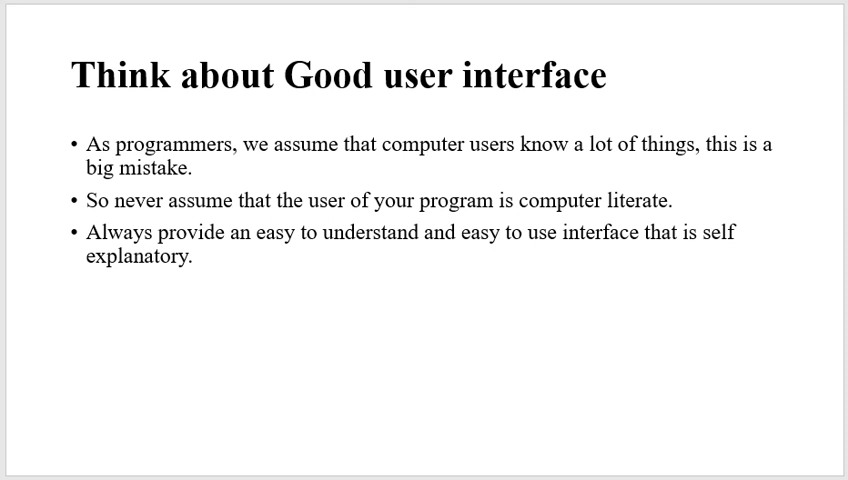 Think about Good user interface
• As programmers, we assume that computer users know a lot of things, this is a
big mistake.
• So never assume that the user of your program is computer literate.
• Always provide an easy to understand and easy to use interface that is self
explanatory.